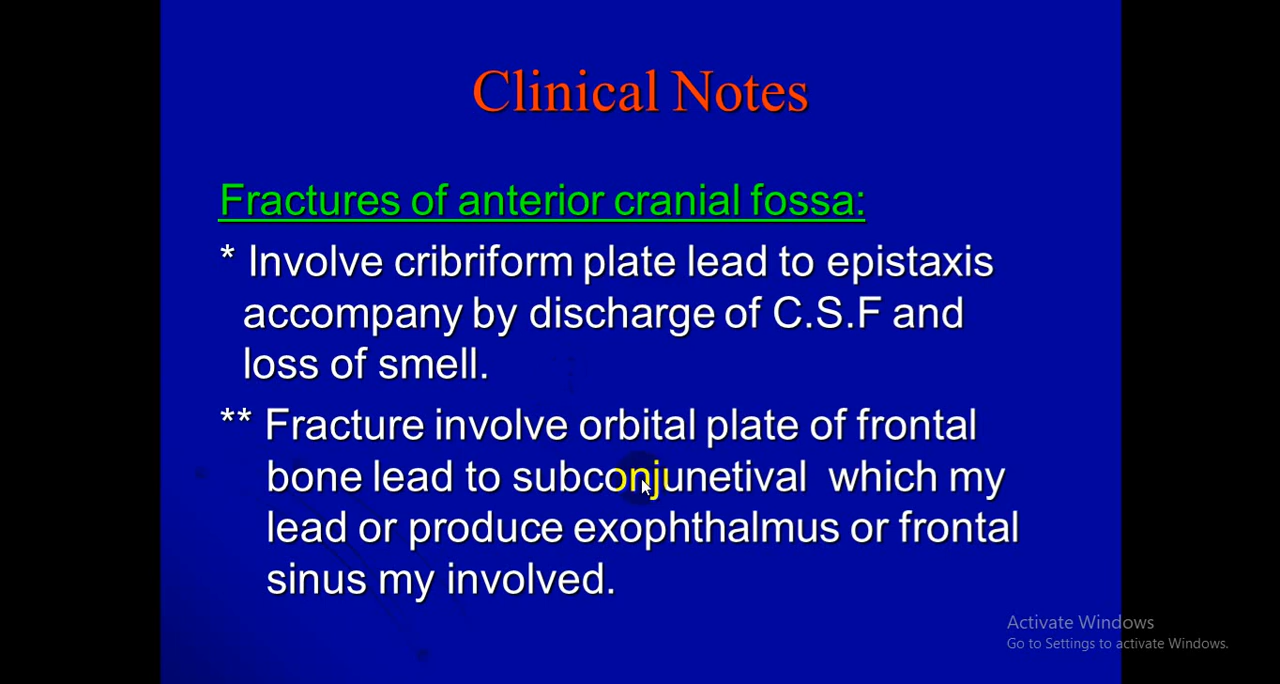 Clinical Notes
Fractures of anterior cranial fossa:
* Involve cribriform plate lead to epistaxis
accompany by discharge of C.S.F and
loss of smell.
** Fracture involve orbital plate of frontal
bone lead to subconjunetival which my
lead or produce exophthalmus or frontal
sinus my involved.
Activate Windows
Go to Settings to activate Windows.